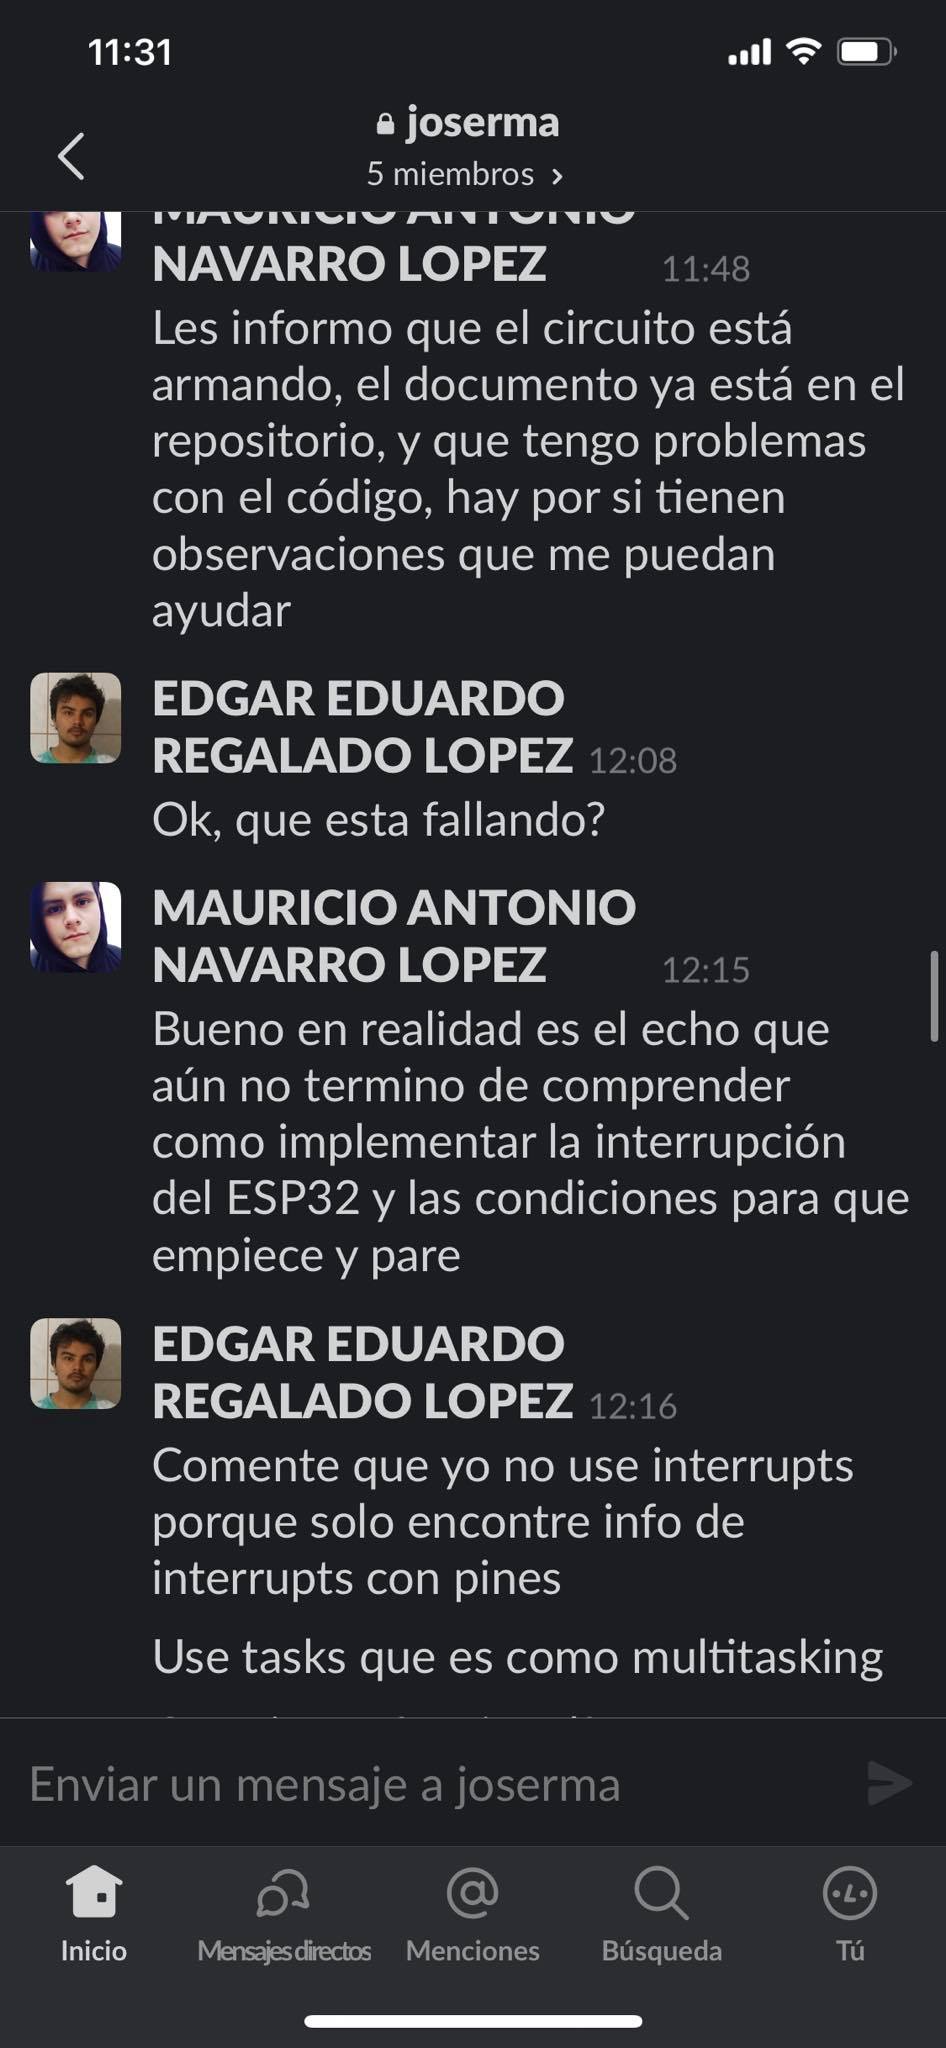 11:31
joserma
5 miembros >
MAURICIO ANTONIO
NAVARRO LOPEZ 11:48
Les informo que el circuito está
armando, el documento ya está en el
repositorio, y que tengo problemas
con el código, hay por si tienen
observaciones que me puedan
ayudar
EDGAR EDUARDO
REGALADO LOPEZ 12:08
Ok, que esta fallando?
MAURICIO ANTONIO
NAVARRO LOPEZ 12:15
Bueno en realidad es el echo que
aún no termino de comprender
como implementar la interrupción
del ESP32 y las condiciones para que
empiece y pare
EDGAR EDUARDO
REGALADO LOPEZ 12:16
Comente que yo no use interrupts
porque solo encontre info de
interrupts con pines
Use tasks que es como multitasking
Enviar un mensaje a joserma
Inicio Mensajes directos Menciones Búsqueda Tú